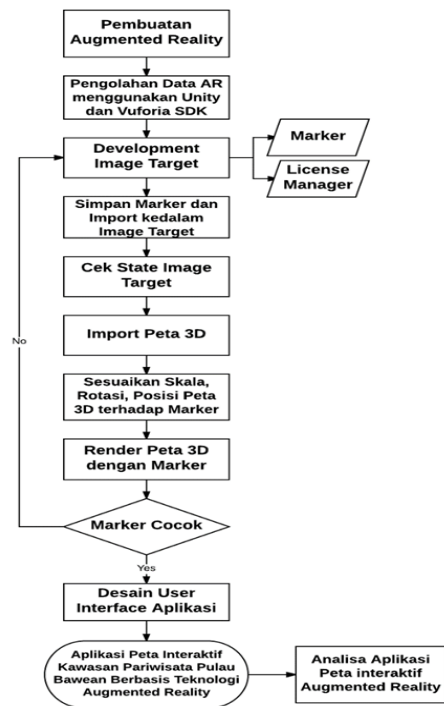 Pembuatan
Augmented Reality
Pengolahan Data AR
menggunakan Unity
dan Vuforia SDK
Development
Image Target
Marker
License
Manager
Simpan Marker dan
Import kedalam
Image Target
Cek State Image
Target
Import Peta 3D
No
Sesuaikan Skala,
Rotasi, Posisi Peta
3D terhadap Marker
Render Peta 3D
dengan Marker
Marker Cocok
Yes
Desain User
Interface Aplikasi
Aplikasi Peta Interaktif
Kawasan Pariwisata Pulau
Bawean Berbasis Teknologi
Augmented Reality
Analisa Aplikasi
Peta interaktif
Augmented Reality